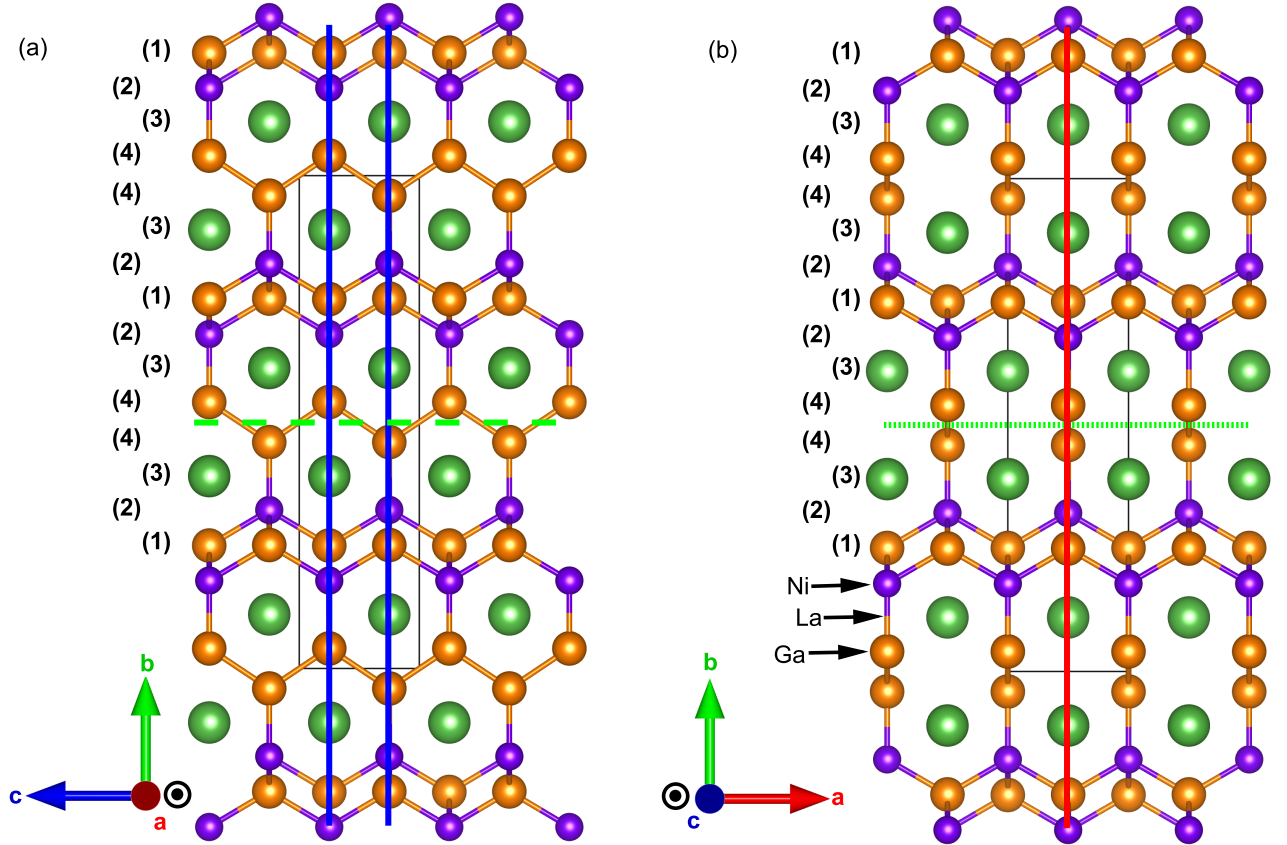 (a)
(1)
(2)
(3)
(4)
(4)
(3)
(2)
(1)
(2)
(3)
(4)
(4)
(3)
(2)
(1)
b
c
a
(b)
(1)
(2)
(3)
(4)
(4)
(3)
(2)
(1)
(2)
(3)
(4)
(4)
(3)
(2)
(1)
Ni
La
Ga
b
a
c